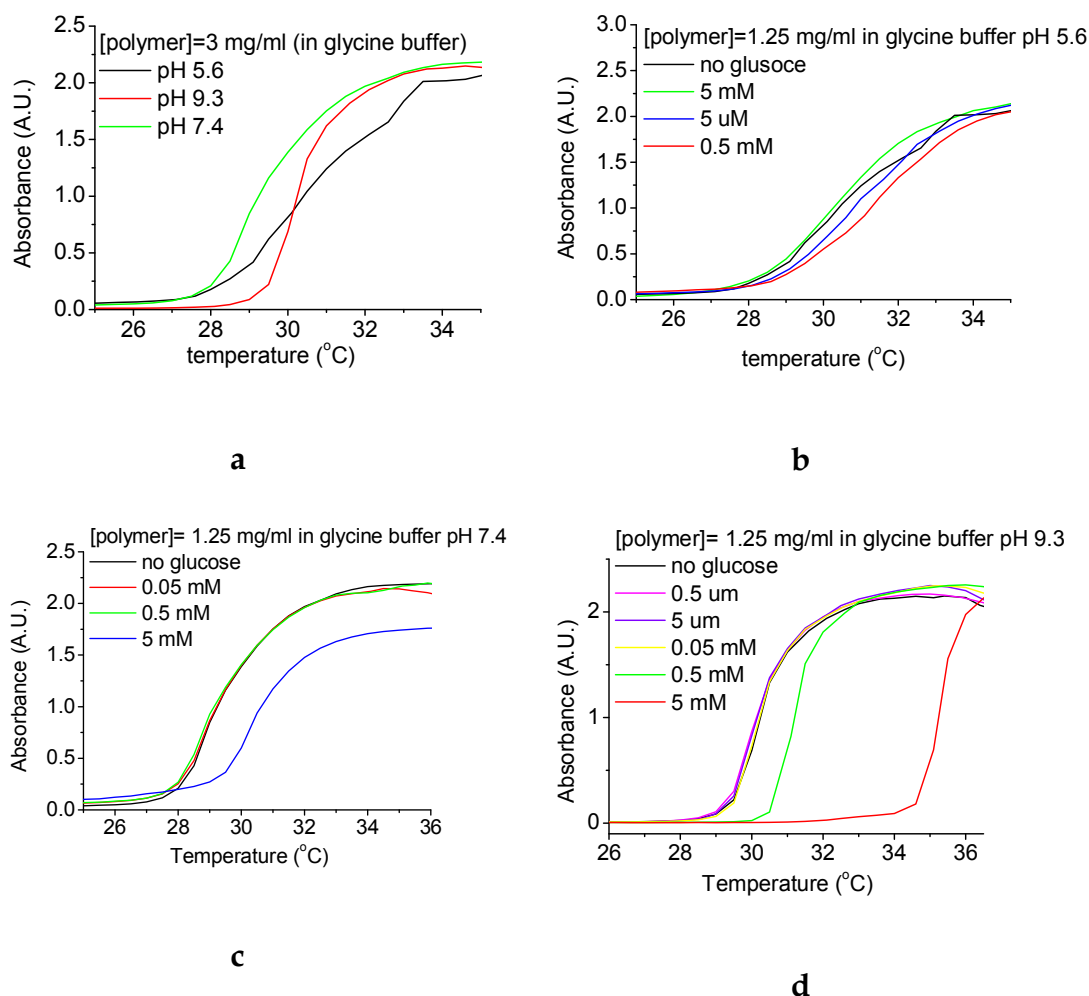 [polymer]=3 mg/ml (in glycine buffer)
pH 5.6
pH 9.3
pH 7.4
Absorbance (A.U.)
2.5
2.0
1.5
1.0
0.5
0.0
26 28 30 32 34
temperature (°C)
a
[polymer]=1.25 mg/ml in glycine buffer pH 5.6
no glusoce
5 mM
5 uM
0.5 mM
Absorbance (A.U.)
3.0
2.5
2.0
1.5
1.0
0.5
0.0
26 28 30 32 34
temperature (°C)
b
[polymer]= 1.25 mg/ml in glycine buffer pH 7.4
no glucose
0.05 mM
0.5 mM
5 mM
Absorbance (A.U.)
2.5
2.0
1.5
1.0
0.5
0.0
26 28 30 32 34 36
Temperature (°C)
c
[polymer]= 1.25 mg/ml in glycine buffer pH 9.3
no glucose
0.5 um
5 um
0.05 mM
0.5 mM
5 mM
Absorbance (A.U.)
2
1
0
26 28 30 32 34 36
Temperature (°C)
d